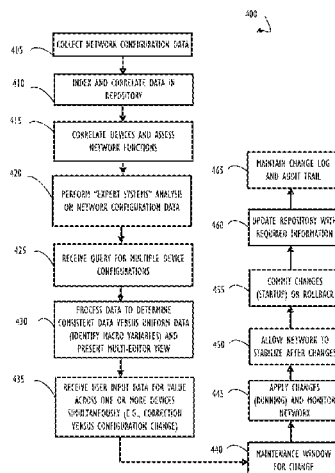 400
405
COLLECT NETWORK CONFIGURATION DATA
410
INDEX AND CORRELATE DATA IN
REPOSITORY
415
CORRELATE DEVICES AND ASSESS
NETWORK FUNCTIONS
420
PERFORM "EXPERT SYSTEMS" ANALYSIS
ON NETWORK CONFIGURATION DATA
425
RECEIVE QUERY FOR MULTIPLE DEVICE
CONFIGURATIONS
430
PROCESS DATA TO DETERMINE
CONSISTENT DATA VERSUS UNIFORM DATA
(IDENTIFY MACRO VARIABLES) AND
PRESENT MULTI-EDITOR VIEW
435
RECEIVE USER INPUT DATA FOR VALUE
ACROSS ONE OR MORE DEVICES
SIMULTANEOUSLY (E.G., CORRECTION
VERSUS CONFIGURATION CHANGE)
440
MAINTENANCE WINDOW
FOR CHANGE
445
APPLY CHANGES
(RUNNING) AND MONITOR
NETWORK
450
ALLOW NETWORK TO
STABILIZE AFTER CHANGES
455
COMMIT CHANGES
(STARTUP) OR ROLLBACK
460
UPDATE REPOSITORY WITH
REQUIRED INFORMATION
465
MAINTAIN CHANGE LOG
AND AUDIT TRAIL